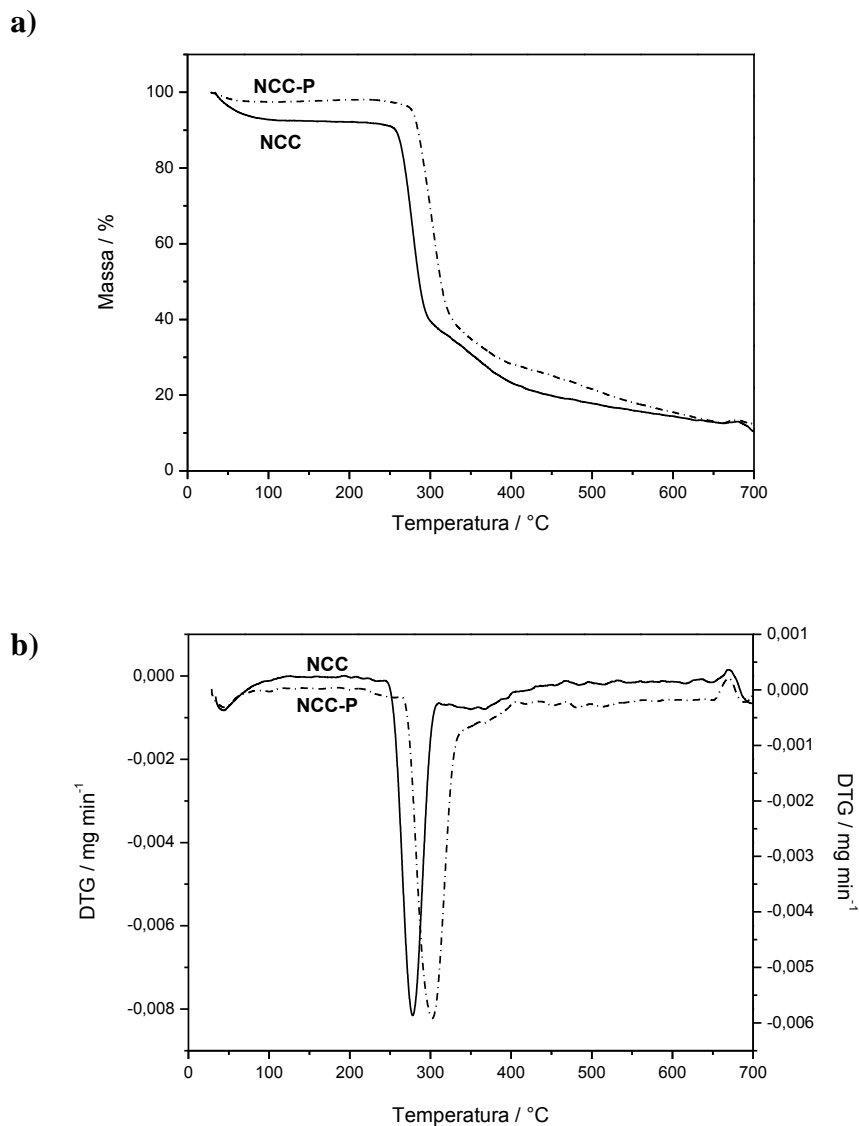 a)
NCC-P
NCC
100
80
60
40
20
0
Massa / %
0 100 200 300 400 500 600 700
Temperatura / °C
b)
NCC
NCC-P
0,000
-0,002
-0,004
-0,006
-0,008
DTG / mg min⁻¹
0,001
0,000
-0,001
-0,002
-0,003
-0,004
-0,005
-0,006
DTG / mg min⁻¹
0 100 200 300 400 500 600 700
Temperatura / °C